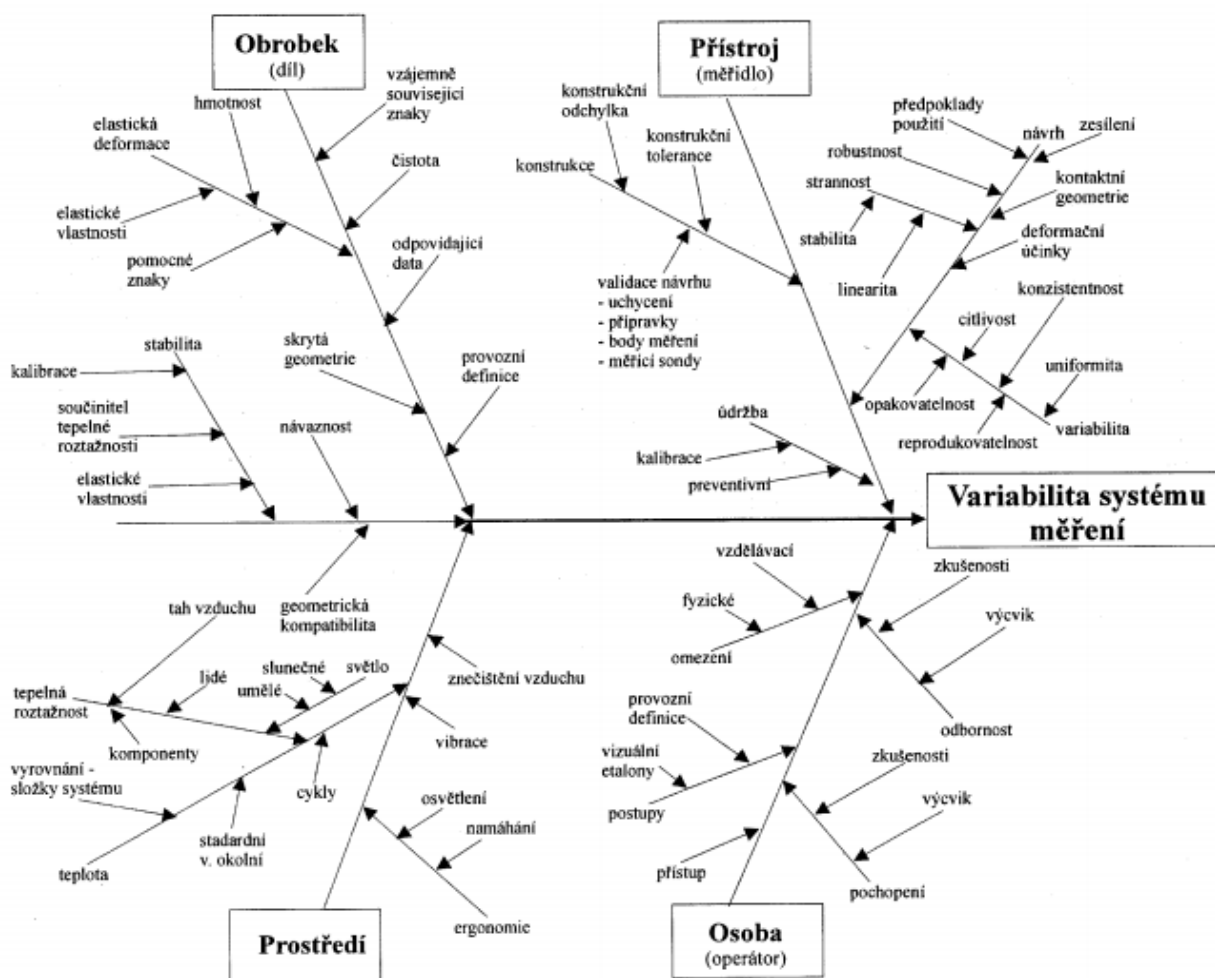 Obrobek
(díl)
Přístroj
(měřidlo)
vzájemně
související
znaky
hmotnost
elastická
deformace
čistota
elastické
vlastnosti
pomocné
znaky
odpovídající
data
skrytá
geometrie
provozní
definice
konstrukční
odchylka
konstrukční
tolerance
konstrukce
validace návrhu
- uchycení
- přípravky
- body měření
- měřicí sondy
předpoklady
použití
návrh
zesílení
robustnost
strannost
kontaktní
geometrie
stabilita
linearita
deformační
účinky
konzistentnost
citlivost
uniformita
opakovatelnost
reprodukovatelnost
variabilita
údržba
kalibrace
preventivní
stabilita
kalibrace
součinitel
tepelné
roztažnosti
návaznost
elastické
vlastnosti
Variabilita systému
měření
geometrická
kompatibilita
tah vzduchu
tepelná
roztažnost
lidé
slunečné
umělé
světlo
komponenty
znečištění vzduchu
vibrace
vyrovnání -
složky systému
cykly
stadardní
v. okolní
teplota
osvětlení
namáhání
ergonomie
Prostředí
vzdělávací
fyzické
omezení
zkušenosti
výcvik
odbornost
provozní
definice
vizuální
etalony
postupy
zkušenosti
výcvik
přístup
pochopení
Osoba
(operátor)